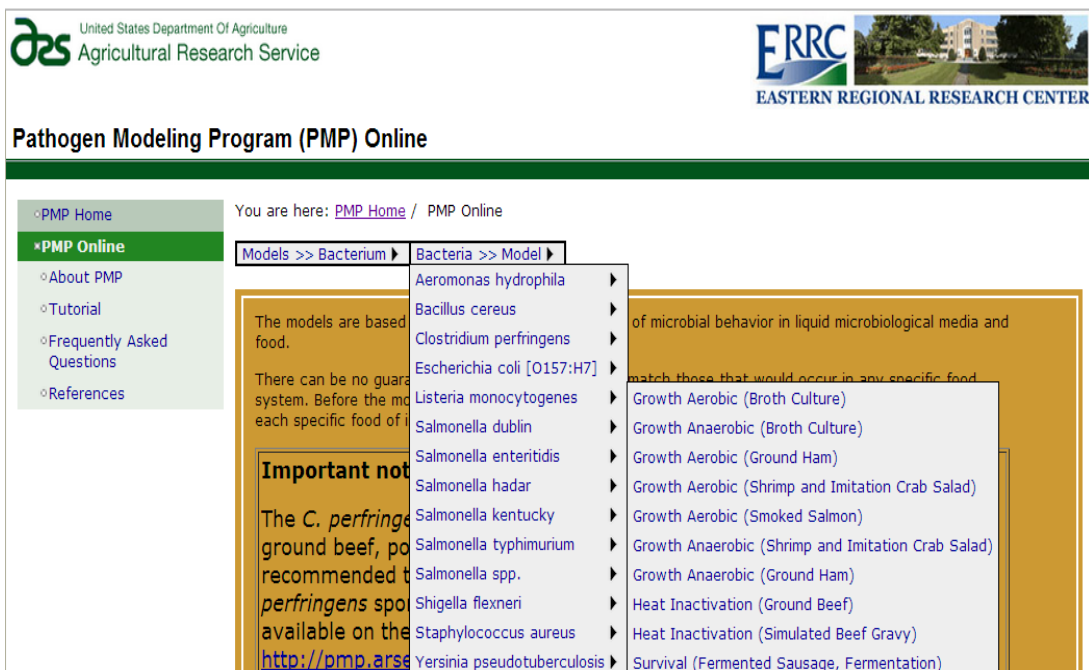 United States Department Of Agriculture
ars Agricultural Research Service
ERRC
EASTERN REGIONAL RESEARCH CENTER
Pathogen Modeling Program (PMP) Online
PMP Home
PMP Online
About PMP
Tutorial
Frequently Asked
Questions
References
You are here: PMP Home / PMP Online
Models >> Bacterium
Bacteria >> Model
Aeromonas hydrophila
Bacillus cereus
Clostridium perfringens
Escherichia coli [O157:H7]
Listeria monocytogenes
Salmonella dublin
Salmonella enteritidis
Salmonella hadar
Salmonella kentucky
Salmonella typhimurium
Salmonella spp.
Shigella flexneri
Staphylococcus aureus
Yersinia pseudotuberculosis
Growth Aerobic (Broth Culture)
Growth Anaerobic (Broth Culture)
Growth Aerobic (Ground Ham)
Growth Aerobic (Shrimp and Imitation Crab Salad)
Growth Aerobic (Smoked Salmon)
Growth Anaerobic (Shrimp and Imitation Crab Salad)
Growth Anaerobic (Ground Ham)
Heat Inactivation (Ground Beef)
Heat Inactivation (Simulated Beef Gravy)
Survival (Fermented Sausage, Fermentation)
The models are based of microbial behavior in liquid microbiological media and
food.
There can be no guara match those that would occur in any specific food
system. Before the mo
each specific food of i
Important not
The C. perfringe
ground beef, po
recommended t
perfringens spor
available on the
http://pmp.arse